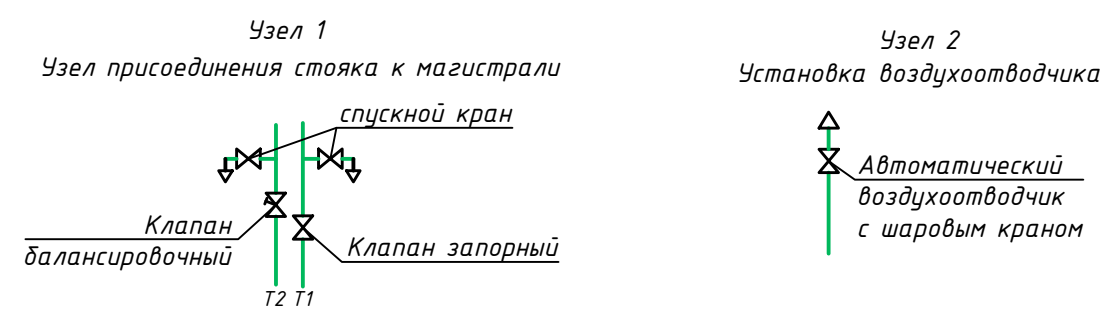 Узел 1
Узел присоединения стояка к магистрали
спускной кран
Клапан
балансировочный
Клапан запорный
Т2 Т1
Узел 2
Установка воздухоотводчика
Автоматический
воздухоотводчик
с шаровым краном